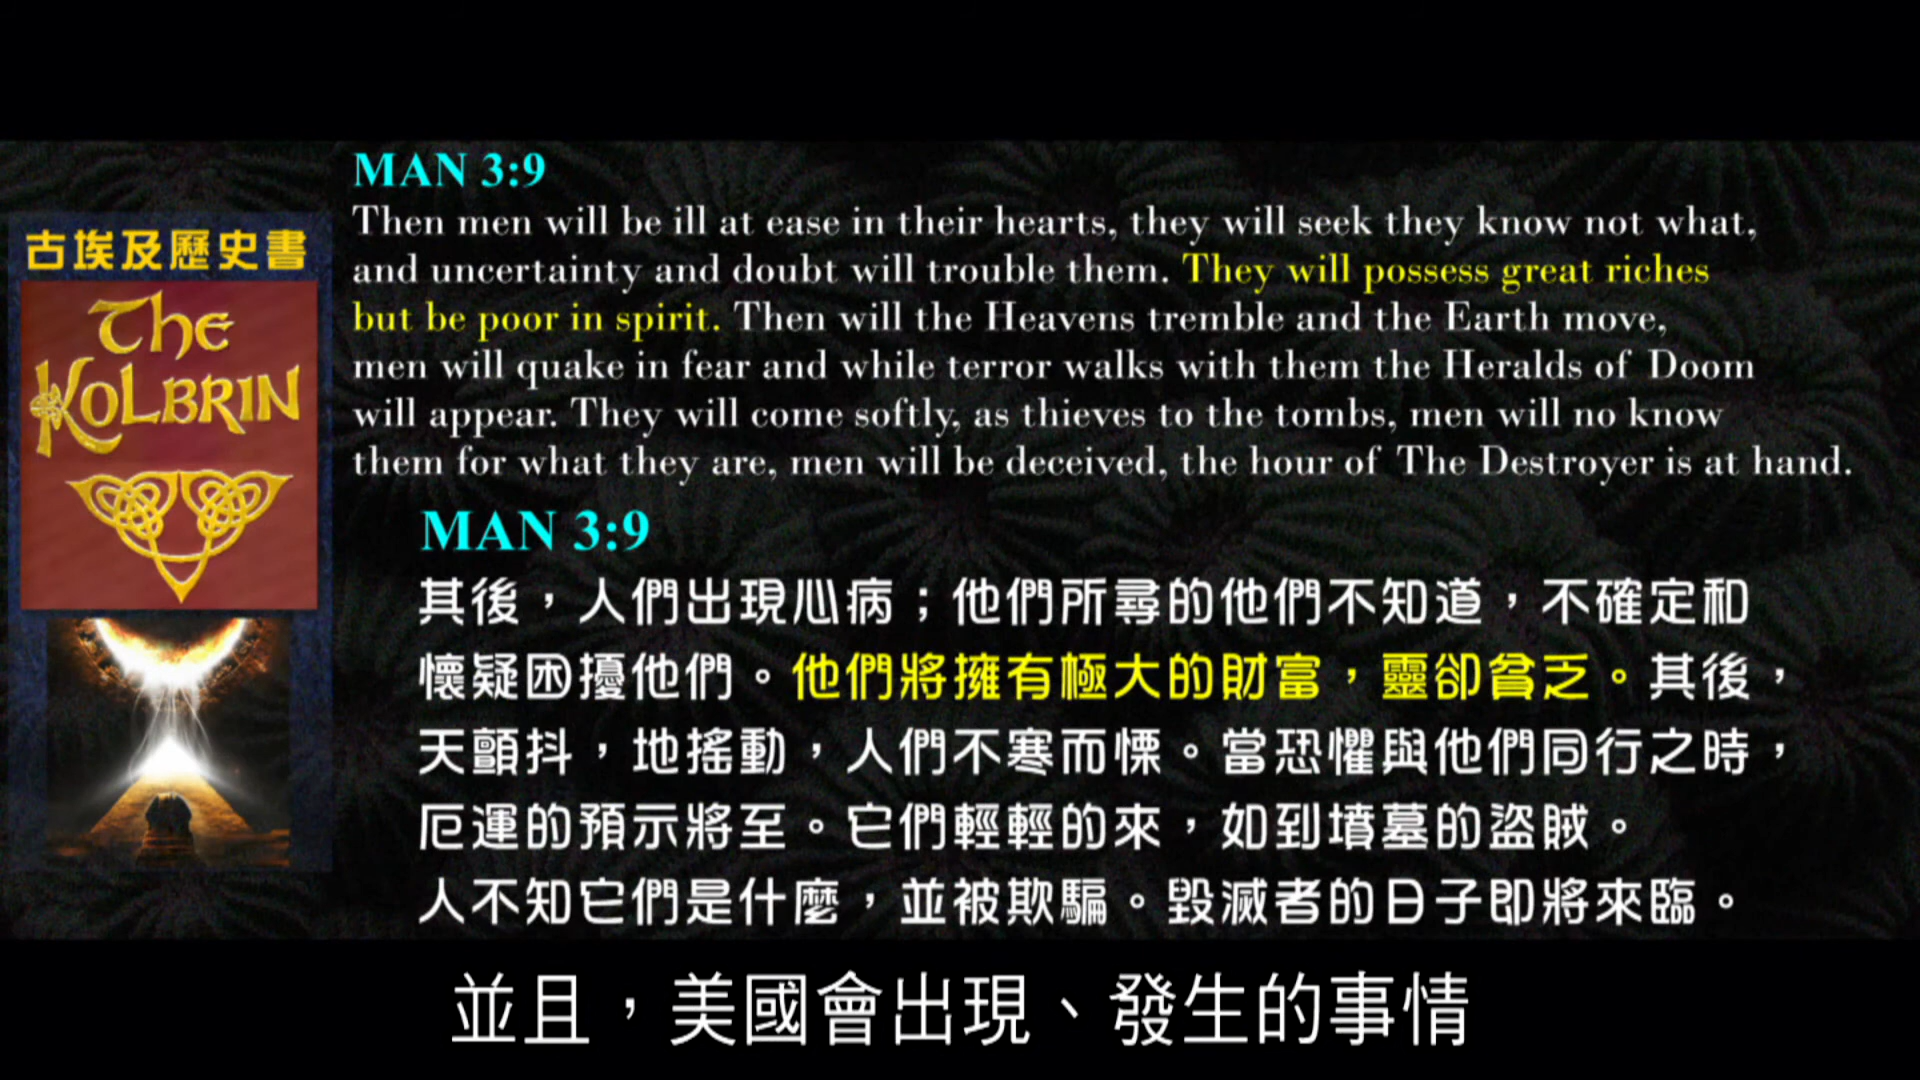 古埃及歷史書
The
KOLBRIN
MAN 3:9
Then men will be ill at ease in their hearts, they will seek they know not what,
and uncertainty and doubt will trouble them. They will possess great riches
but be poor in spirit. Then will the Heavens tremble and the Earth move,
men will quake in fear and while terror walks with them the Heralds of Doom
will appear. They will come softly, as thieves to the tombs, men will no know
them for what they are, men will be deceived, the hour of The Destroyer is at hand.
MAN 3:9
其後，人們出現心病；他們所尋的他們不知道，不確定和
懷疑困擾他們。他們將擁有極大的財富，靈卻貧乏。其後，
天顫抖，地搖動，人們不寒而慄。當恐懼與他們同行之時，
厄運的預示將至。它們輕輕的來，如到墳墓的盜賊。
人不知它們是什麼，並被欺騙。毀滅者的日子即將來臨。
並且，美國會出現、發生的事情